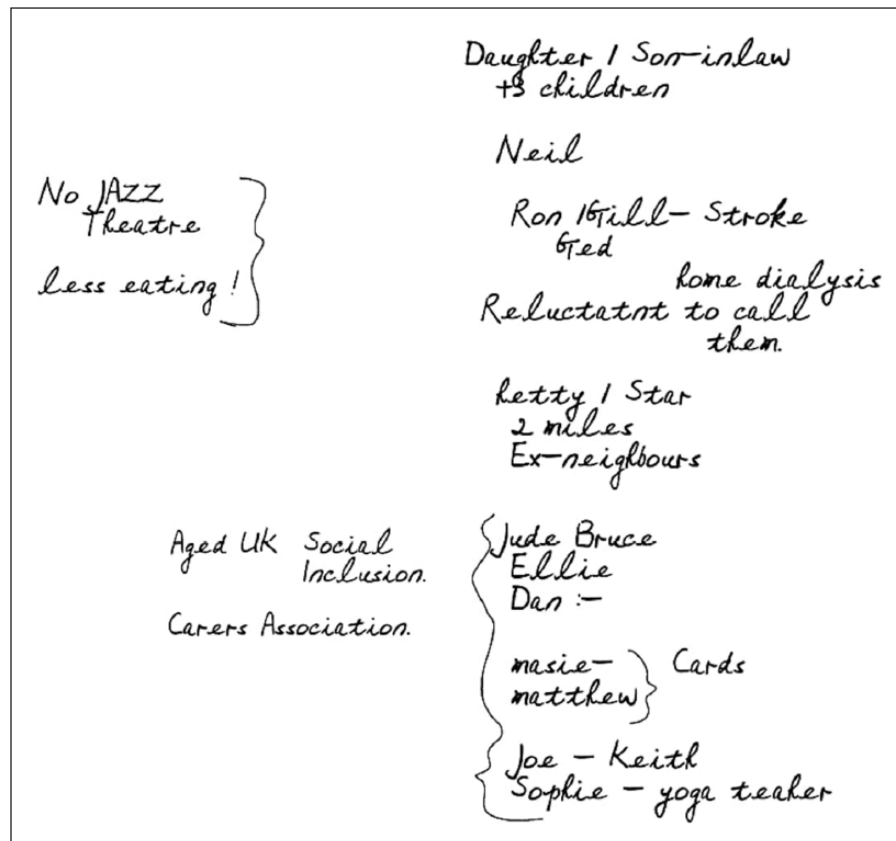 Daughter / Son-inlaw
+3 children
Neil
No JAZZ
Theatre
less eating !
Ron / Gill - Stroke
Ged
home dialysis
Reluctatnt to call
them.
hetty / Star
2 miles
Ex-neighbours
Aged UK Social
Inclusion.
Carers Association.
Jude Bruce
Ellie
Dan :-
masie-
matthew
Cards
Joe - Keith
Sophie - yoga teaher